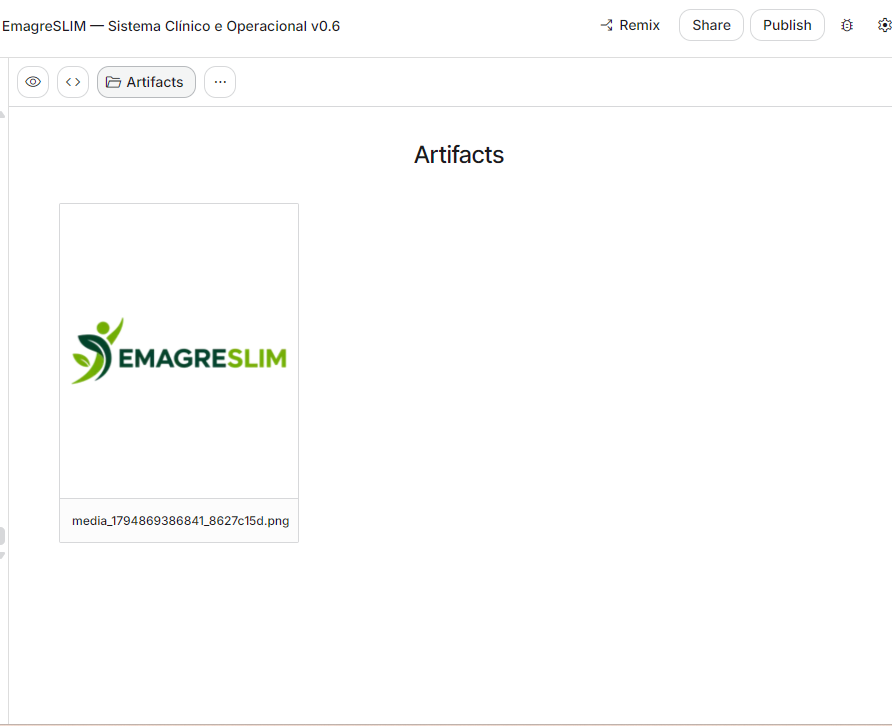 EmagreSLIM — Sistema Clínico e Operacional v0.6
Remix
Share
Publish
Artifacts
Artifacts
EMAGRESLIM
media_1794869386841_8627c15d.png